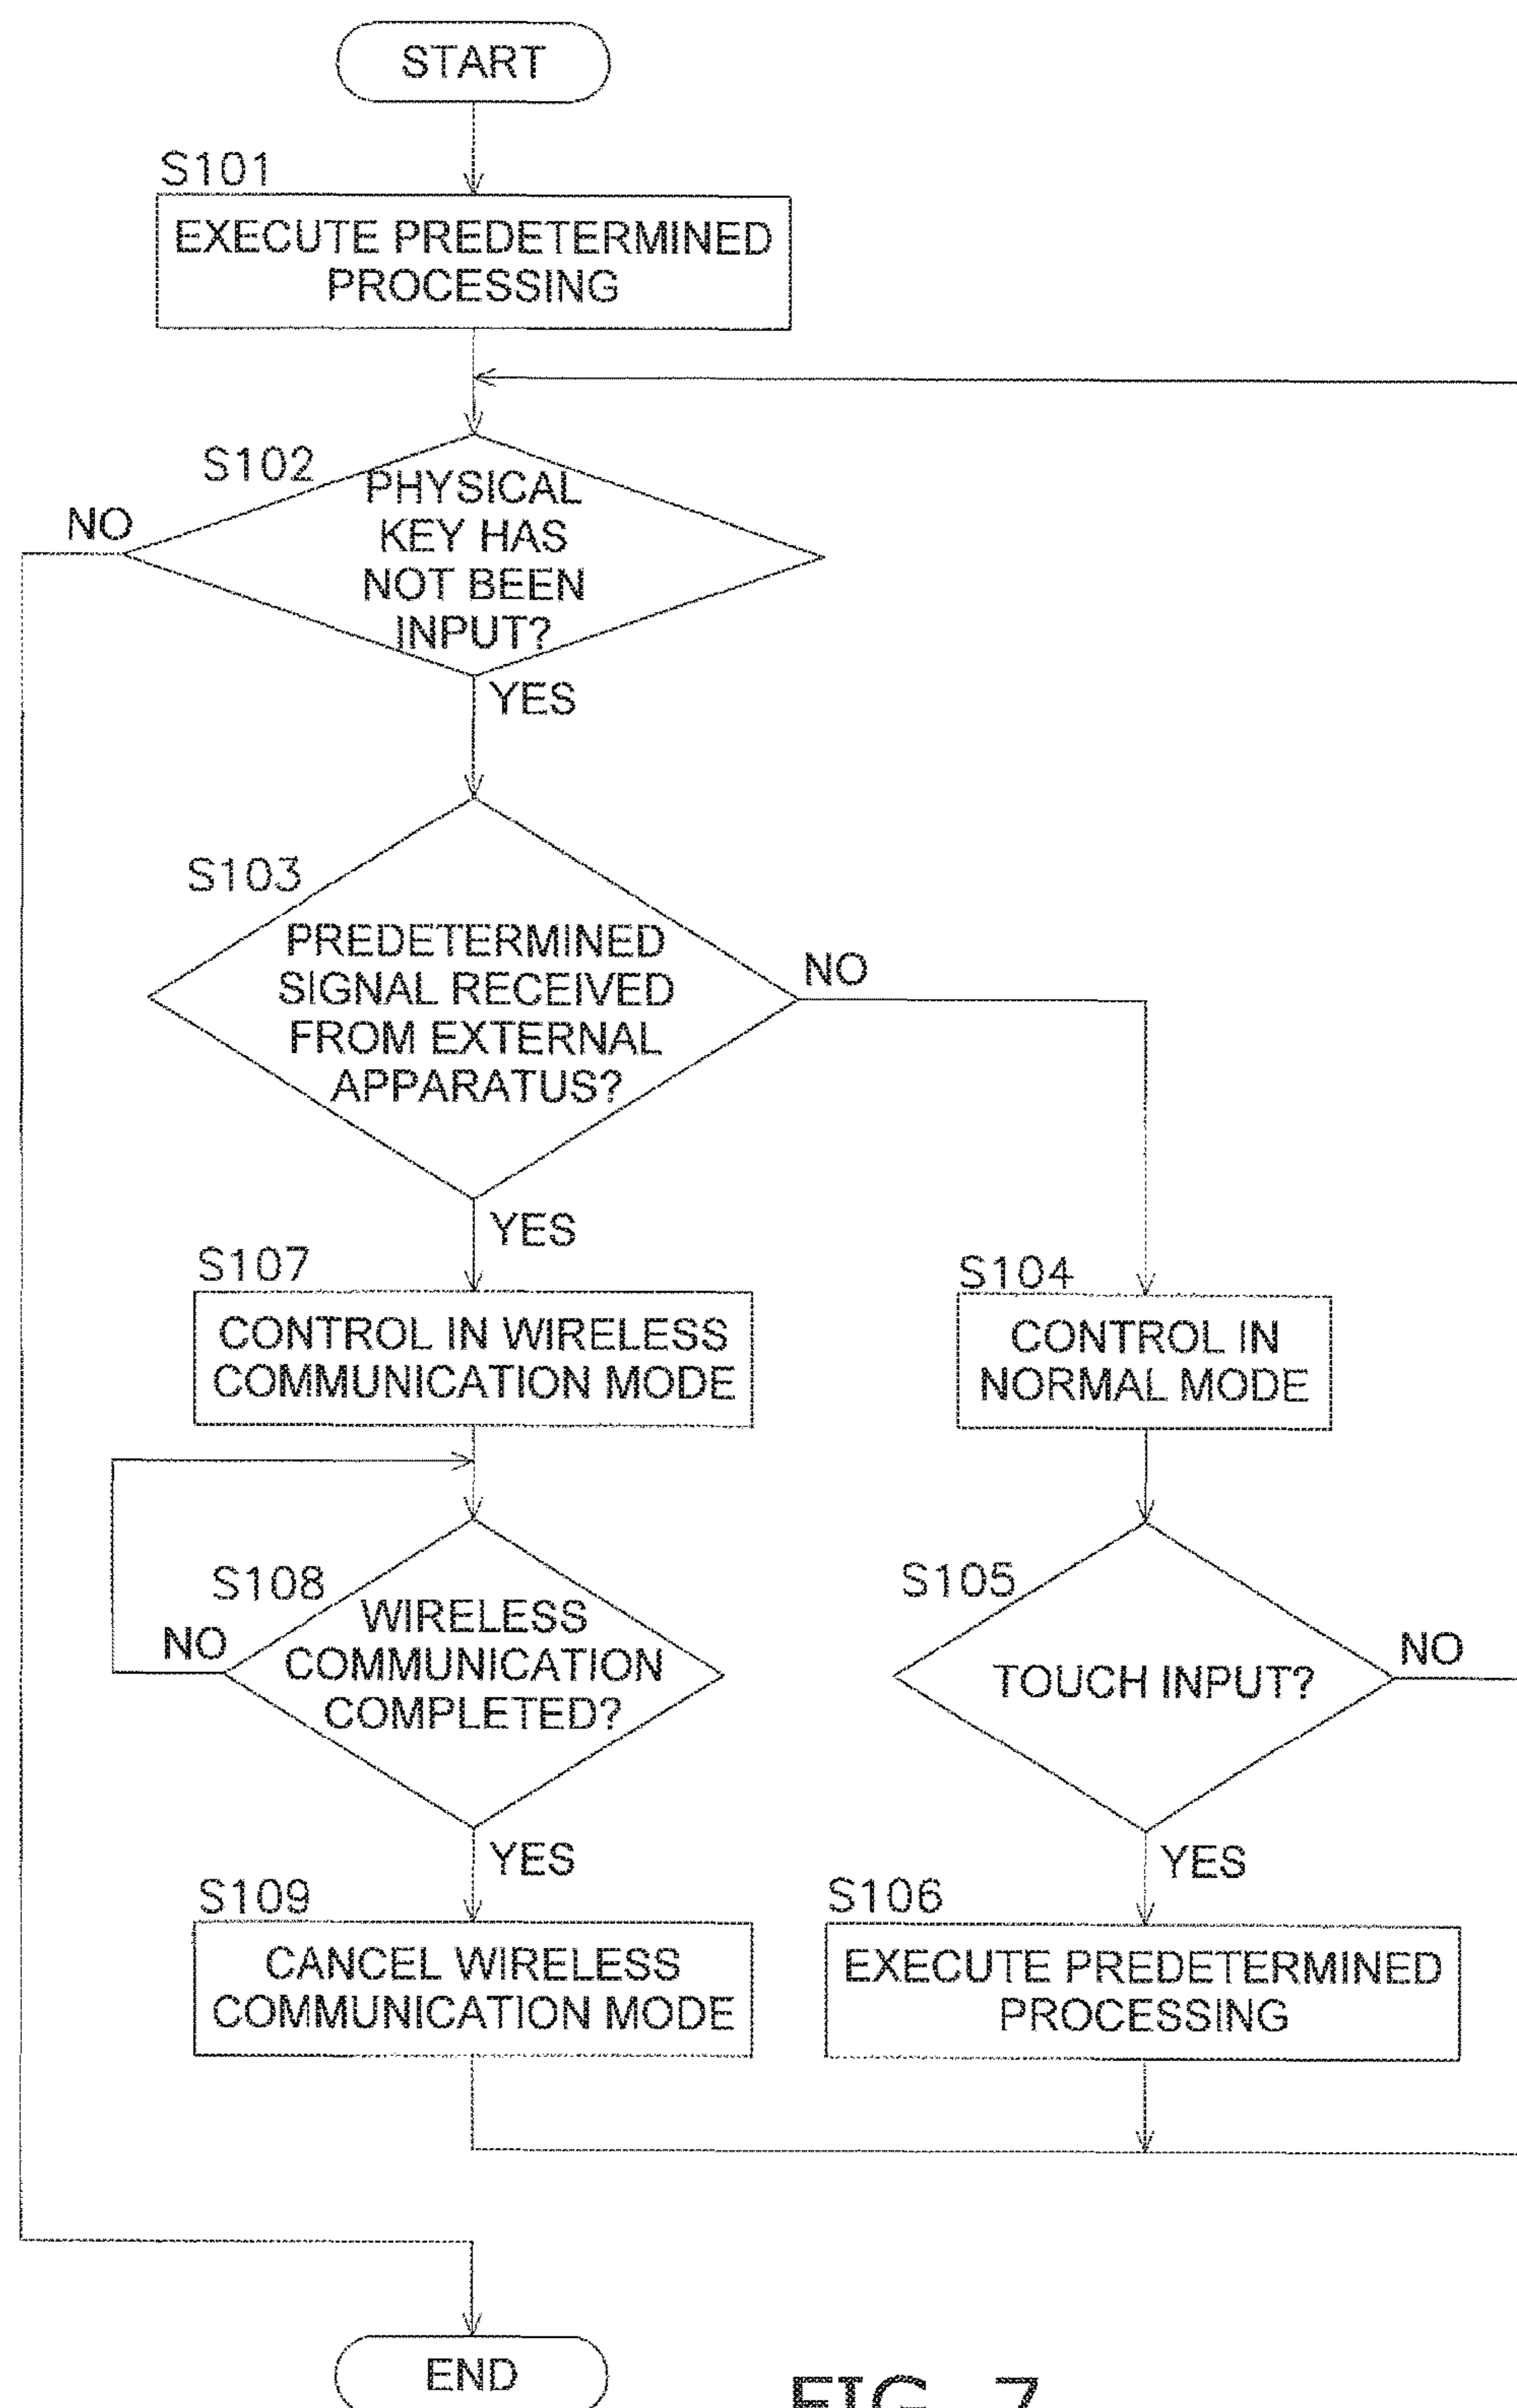 START
S101
EXECUTE PREDETERMINED
PROCESSING
S102
PHYSICAL
KEY HAS
NOT BEEN
INPUT?
NO
YES
S103
PREDETERMINED
SIGNAL RECEIVED
FROM EXTERNAL
APPARATUS?
NO
YES
S107
CONTROL IN WIRELESS
COMMUNICATION MODE
S104
CONTROL IN
NORMAL MODE
S108
WIRELESS
COMMUNICATION
COMPLETED?
NO
YES
S105
TOUCH INPUT?
NO
YES
S109
CANCEL WIRELESS
COMMUNICATION MODE
S106
EXECUTE PREDETERMINED
PROCESSING
END
FIG. 7